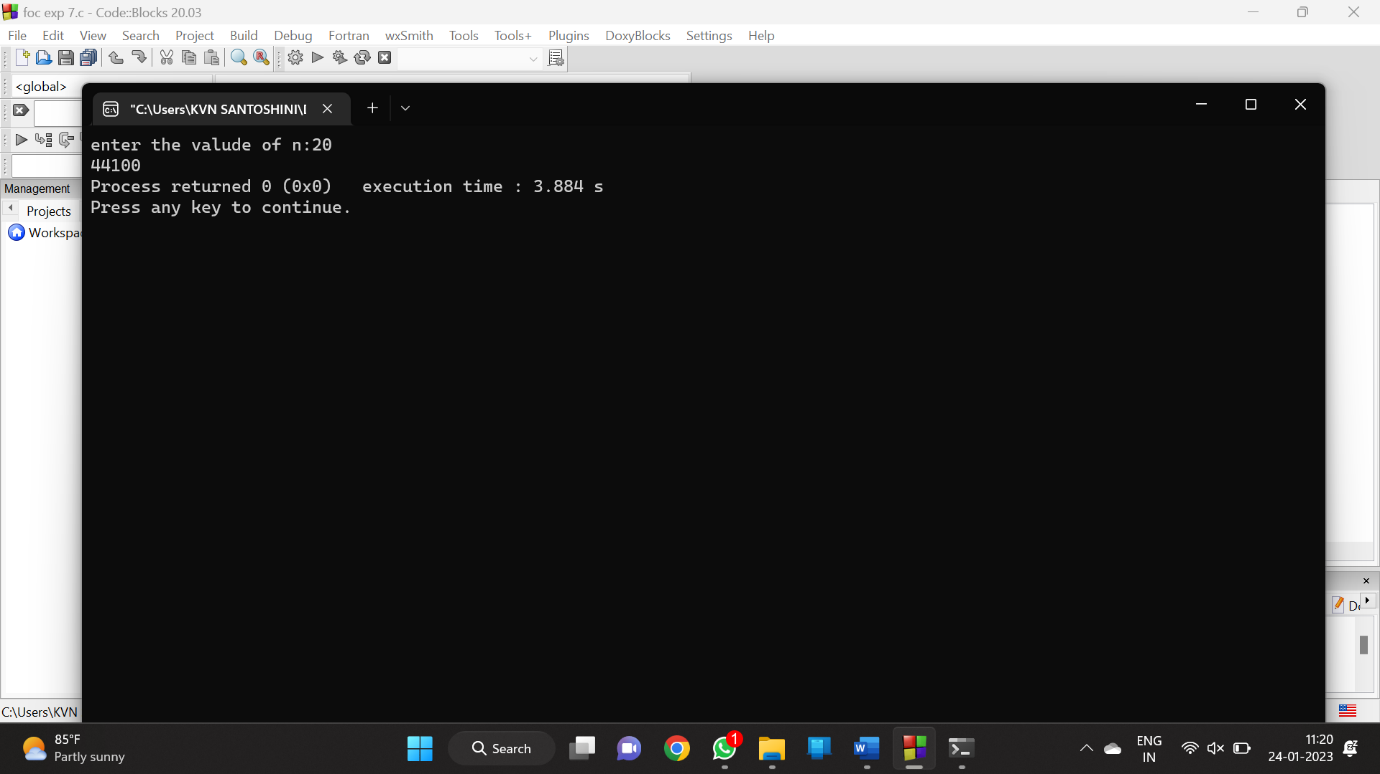 foc exp 7.c - Code::Blocks 20.03
File Edit View Search Project Build Debug Fortran wxSmith Tools Tools+ Plugins DoxyBlocks Settings Help
<global>
"C:\Users\KVN SANTOSHINI\
enter the valude of n:20
44100
Process returned 0 (0x0)   execution time : 3.884 s
Press any key to continue.
Management
Projects
C:\Users\KVN
85°F
Partly sunny
Search
1
ENG
IN
11:20
24-01-2023